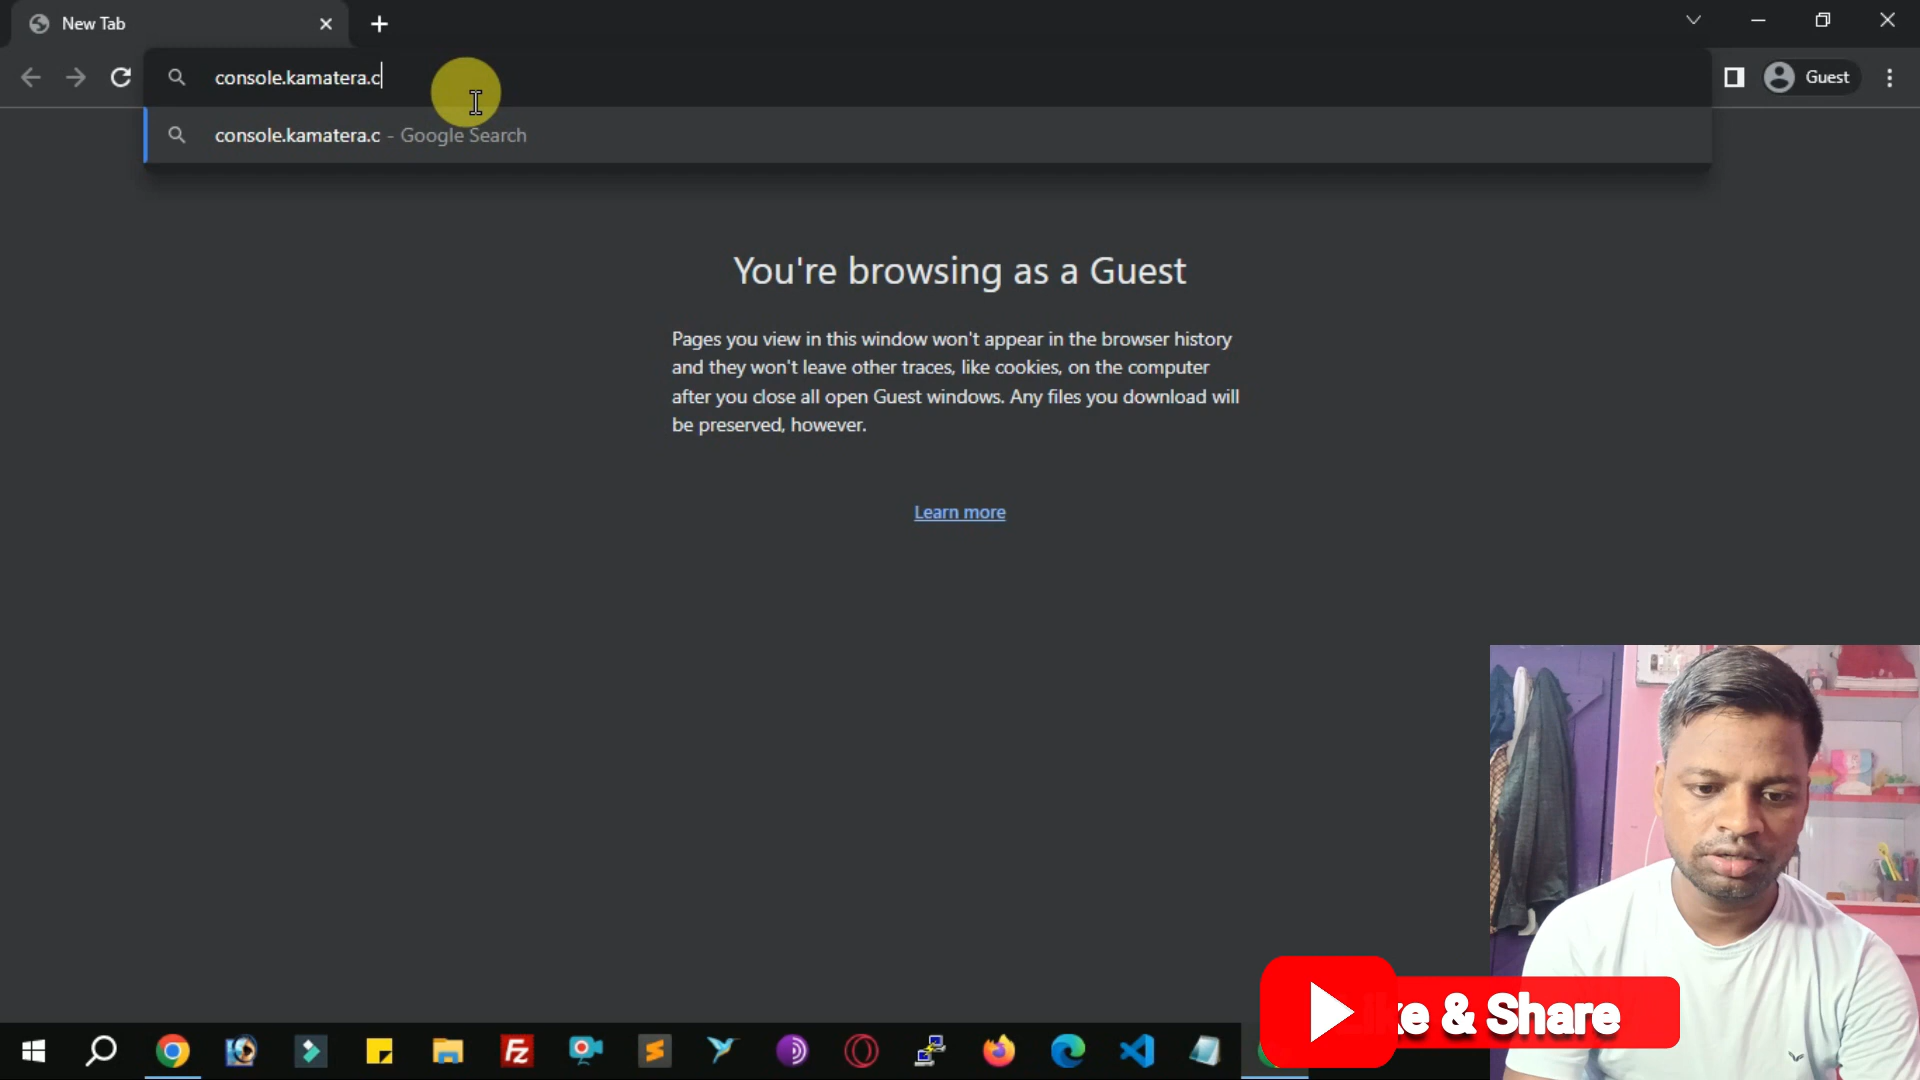 New Tab
console.kamatera.c
Guest
console.kamatera.c - Google Search
You're browsing as a Guest
Pages you view in this window won't appear in the browser history
and they won't leave other traces, like cookies, on the computer
after you close all open Guest windows. Any files you download will
be preserved, however.
Learn more
ke & Share